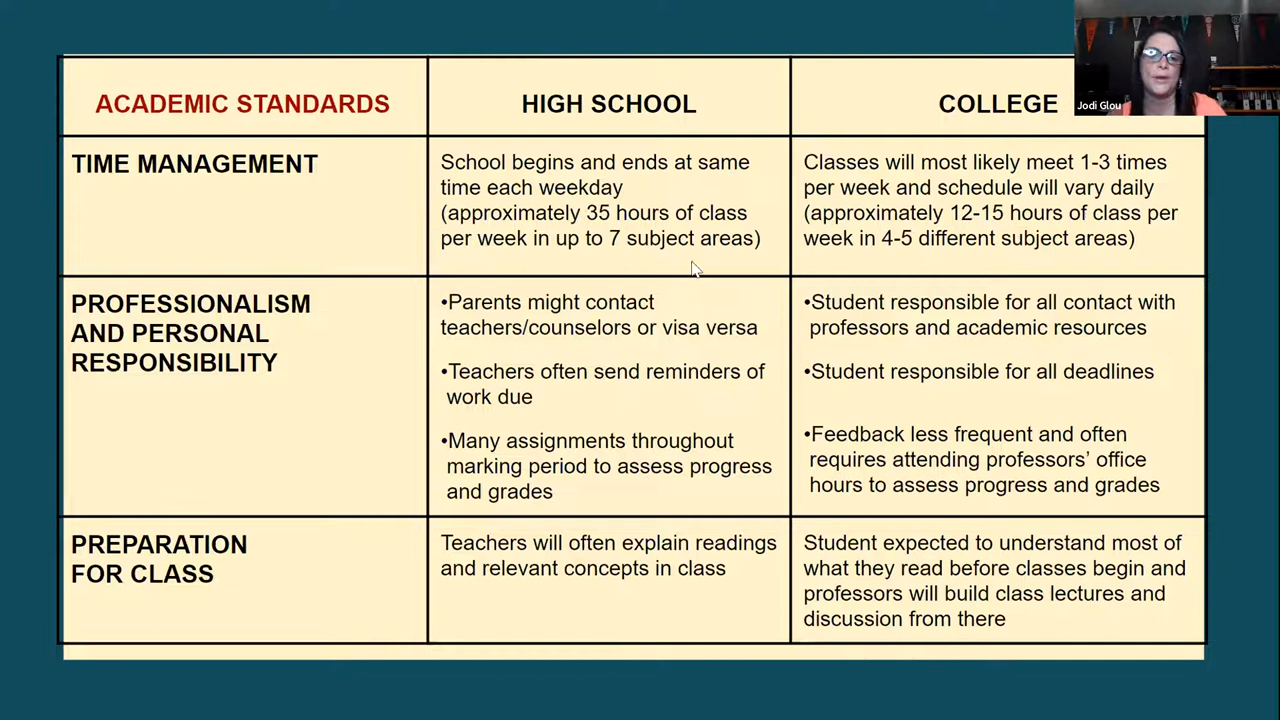 ACADEMIC STANDARDS
HIGH SCHOOL
COLLEGE
Jodi Glou
TIME MANAGEMENT
School begins and ends at same
time each weekday
(approximately 35 hours of class
per week in up to 7 subject areas)
Classes will most likely meet 1-3 times
per week and schedule will vary daily
(approximately 12-15 hours of class per
week in 4-5 different subject areas)
PROFESSIONALISM
AND PERSONAL
RESPONSIBILITY
•Parents might contact
teachers/counselors or visa versa
•Teachers often send reminders of
work due
•Many assignments throughout
marking period to assess progress
and grades
•Student responsible for all contact with
professors and academic resources
•Student responsible for all deadlines
•Feedback less frequent and often
requires attending professors’ office
hours to assess progress and grades
PREPARATION
FOR CLASS
Teachers will often explain readings
and relevant concepts in class
Student expected to understand most of
what they read before classes begin and
professors will build class lectures and
discussion from there